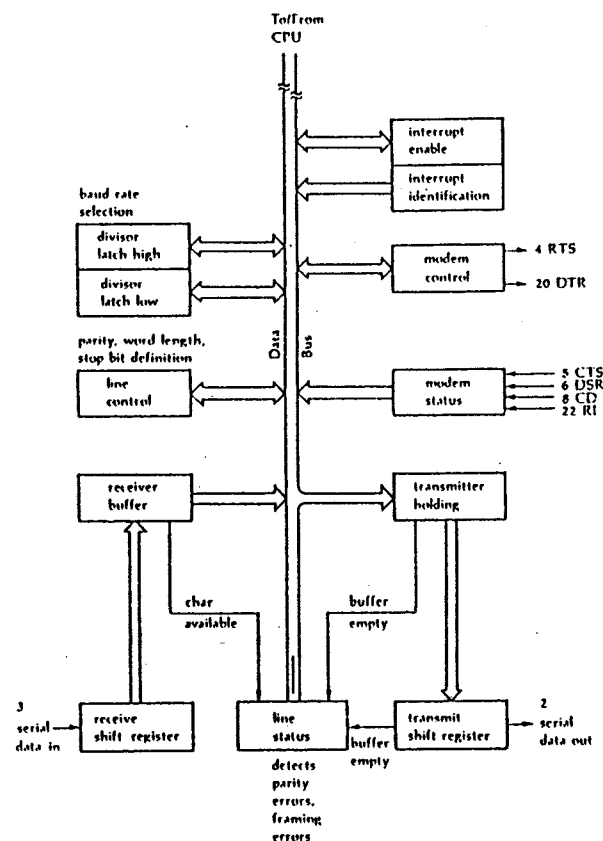 To/From
CPU
interrupt
enable
interrupt
identification
baud rate
selection
divisor
latch high
divisor
latch low
modem
control
4 RTS
20 DTR
parity, word length,
stop bit definition
Data
Bus
line
control
modem
status
5 CTS
6 DSR
8 CD
22 RI
receiver
buffer
transmitter
holding
char
available
buffer
empty
3
serial
data in
receive
shift register
line
status
buffer
empty
transmit
shift register
2
serial
data out
detects
parity
errors,
framing
errors